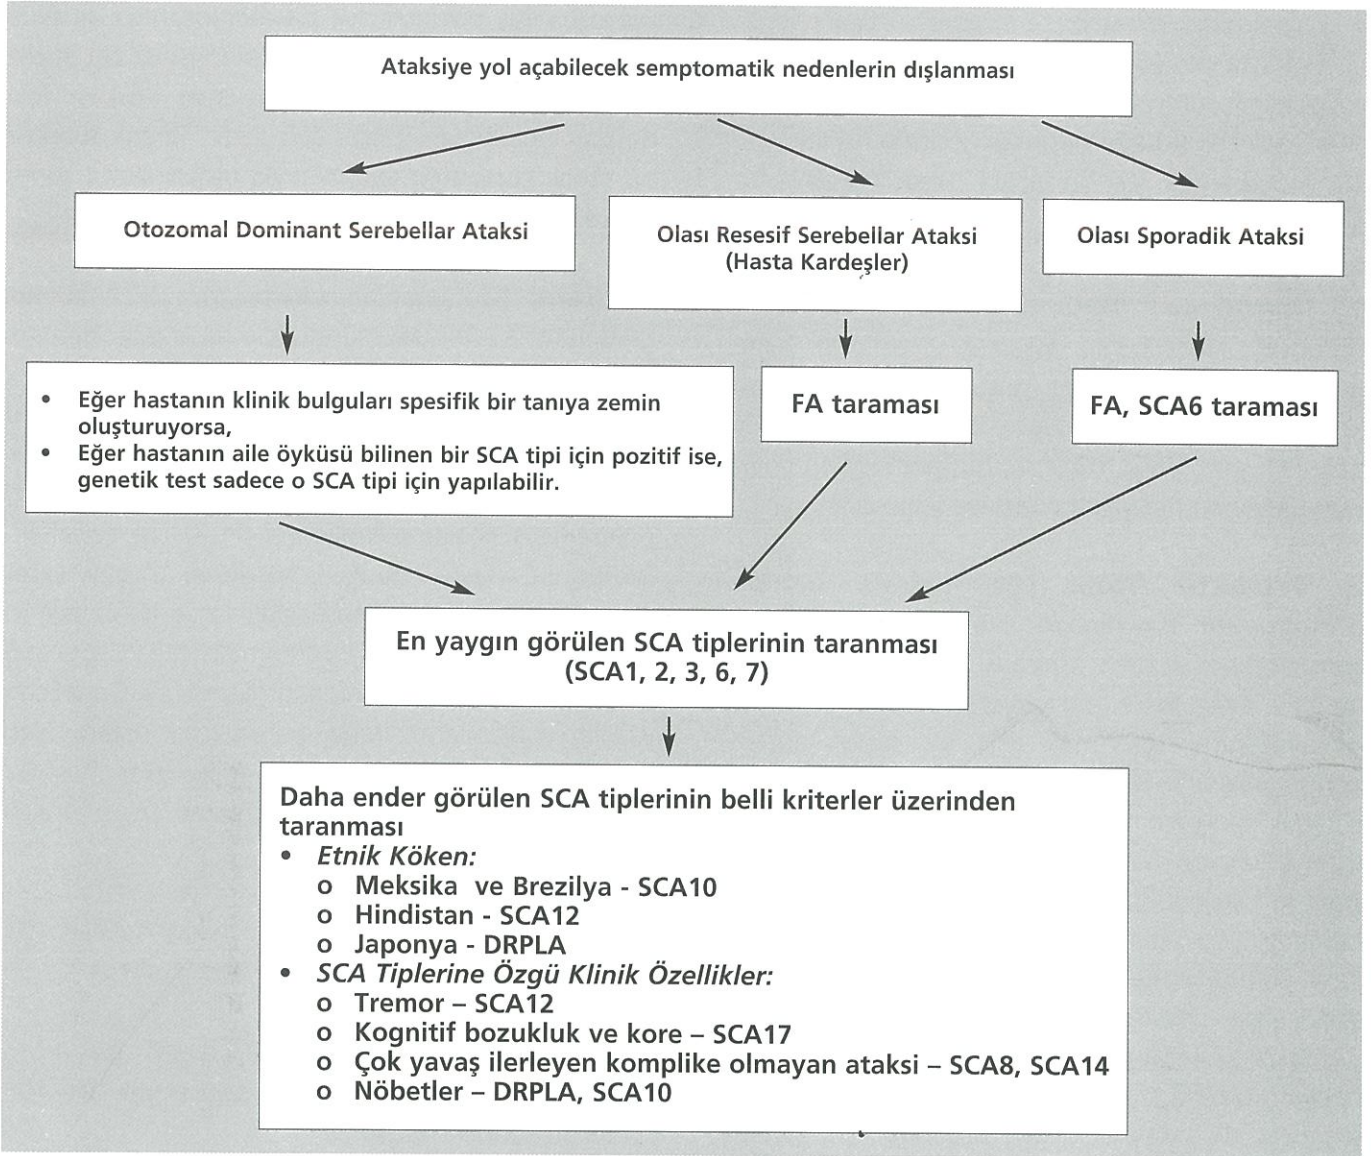 Ataksiye yol açabilecek semptomatik nedenlerin dışlanması
Otozomal Dominant Serebellar Ataksi
Olası Resesif Serebellar Ataksi
(Hasta Kardeşler)
Olası Sporadik Ataksi
• Eğer hastanın klinik bulguları spesifik bir tanıya zemin
oluşturuyorsa,
• Eğer hastanın aile öyküsü bilinen bir SCA tipi için pozitif ise,
genetik test sadece o SCA tipi için yapılabilir.
FA taraması
FA, SCA6 taraması
En yaygın görülen SCA tiplerinin taranması
(SCA1, 2, 3, 6, 7)
Daha ender görülen SCA tiplerinin belli kriterler üzerinden
taranması
• Etnik Köken:
o Meksika ve Brezilya - SCA10
o Hindistan - SCA12
o Japonya - DRPLA
• SCA Tiplerine Özgü Klinik Özellikler:
o Tremor – SCA12
o Kognitif bozukluk ve kore – SCA17
o Çok yavaş ilerleyen komplike olmayan ataksi – SCA8, SCA14
o Nöbetler – DRPLA, SCA10